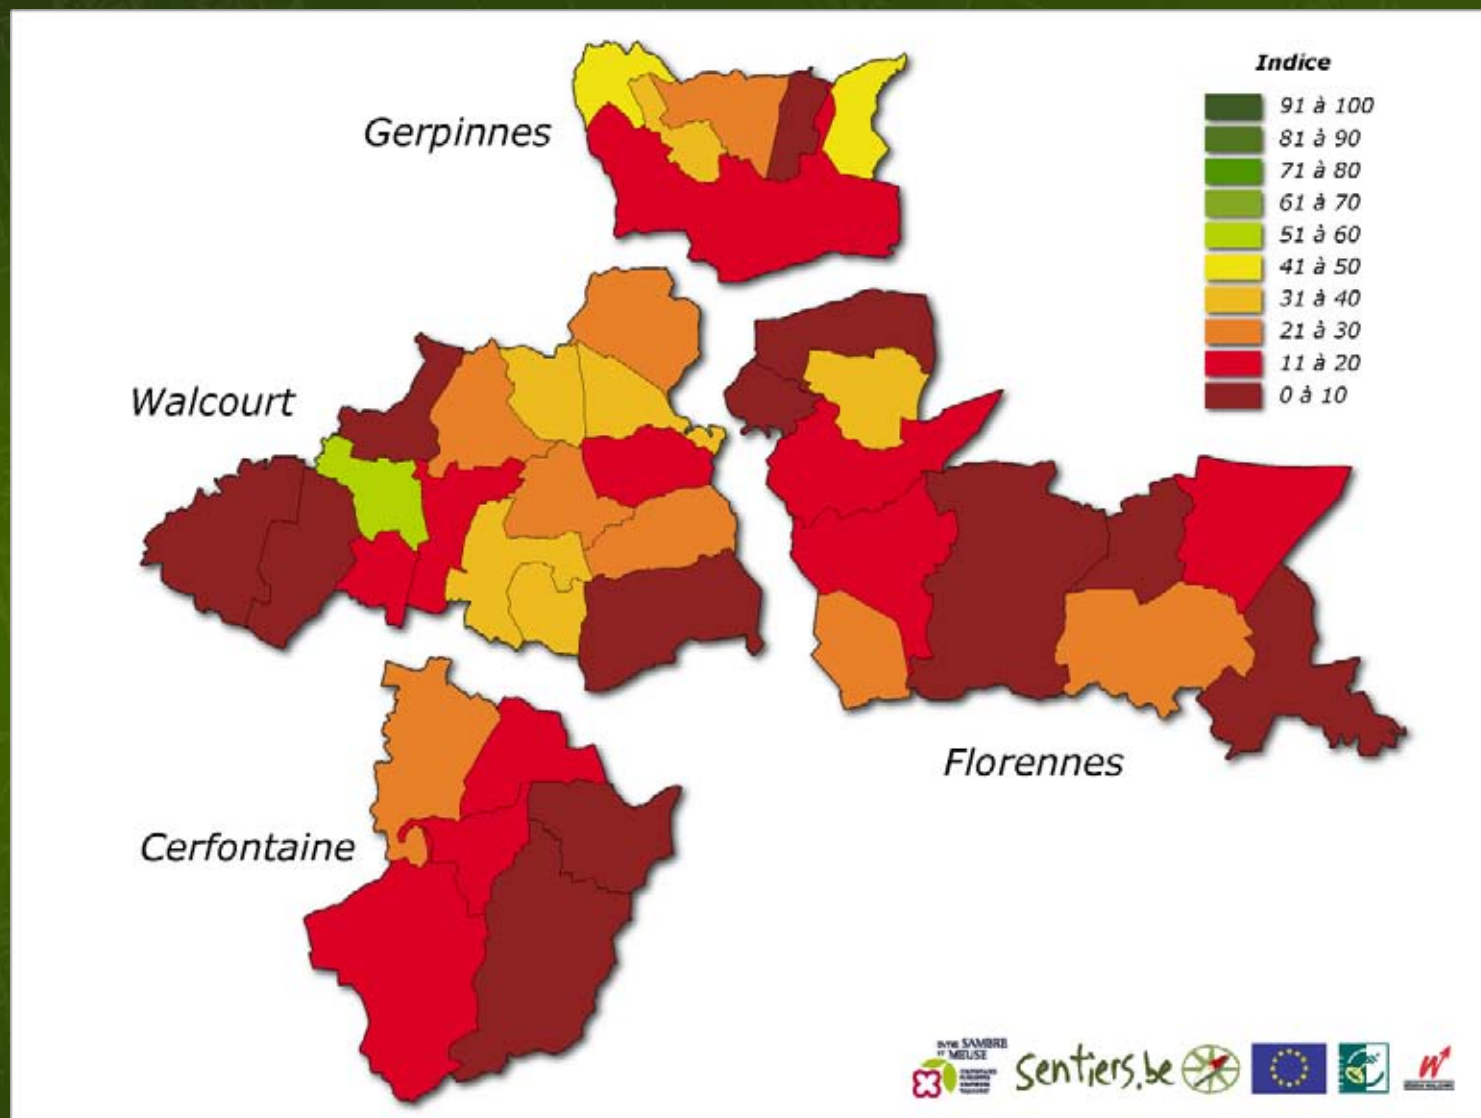 Gerpinnes
Indice
91 à 100
81 à 90
71 à 80
61 à 70
51 à 60
41 à 50
31 à 40
21 à 30
11 à 20
0 à 10
Walcourt
Florennes
Cerfontaine
ENTRE SAMBRE
ET MEUSE
sentiers.be
W